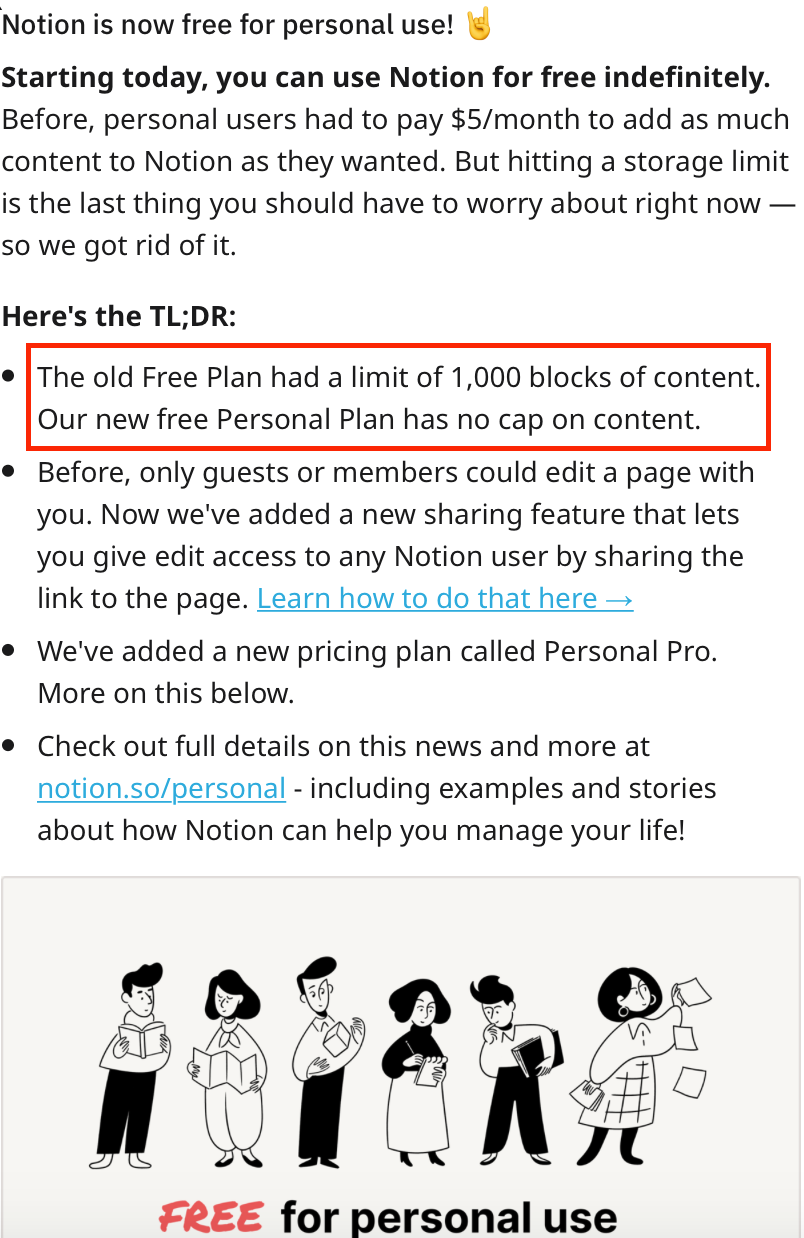 Notion is now free for personal use! 🤘
Starting today, you can use Notion for free indefinitely.
Before, personal users had to pay $5/month to add as much
content to Notion as they wanted. But hitting a storage limit
is the last thing you should have to worry about right now —
so we got rid of it.
Here's the TL;DR:
• The old Free Plan had a limit of 1,000 blocks of content.
Our new free Personal Plan has no cap on content.
• Before, only guests or members could edit a page with
you. Now we've added a new sharing feature that lets
you give edit access to any Notion user by sharing the
link to the page. Learn how to do that here →
• We've added a new pricing plan called Personal Pro.
More on this below.
• Check out full details on this news and more at
notion.so/personal - including examples and stories
about how Notion can help you manage your life!
FREE for personal use